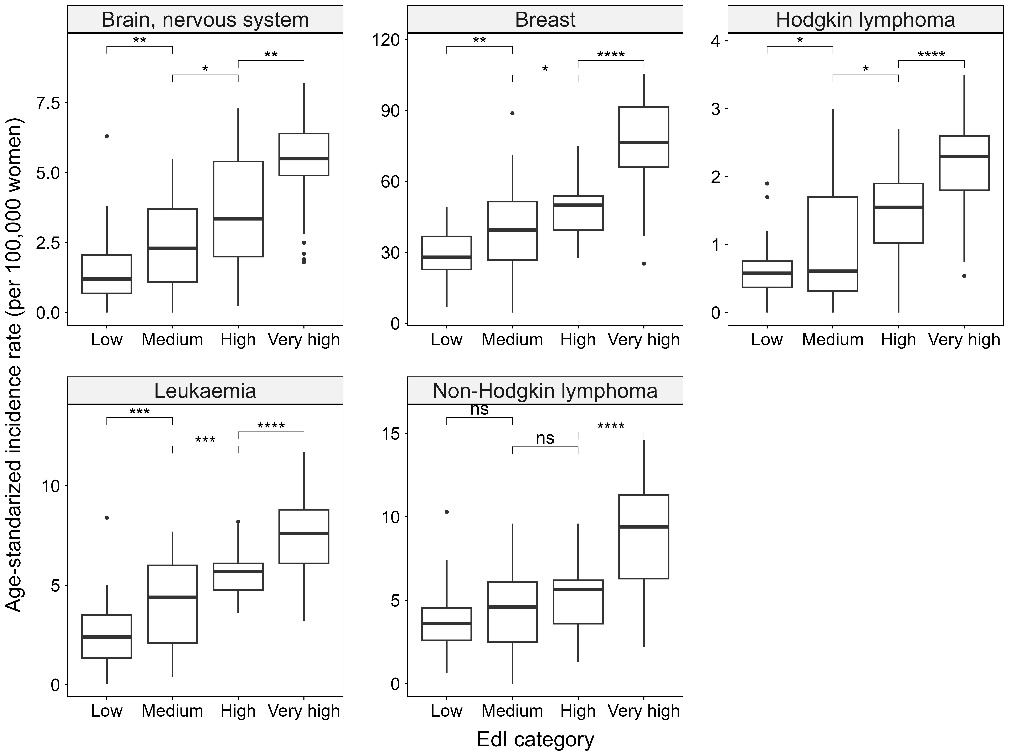 Age-standarized incidence rate (per 100,000 women)
Brain, nervous system
** * **
7.5
5.0
2.5
0.0
Low Medium High Very high
Breast
** * ****
120
90
60
30
0
Low Medium High Very high
Hodgkin lymphoma
* * ****
4
3
2
1
0
Low Medium High Very high
Leukaemia
*** *** ****
10
5
0
Low Medium High Very high
Non-Hodgkin lymphoma
ns ns ****
15
10
5
0
Low Medium High Very high
EdI category